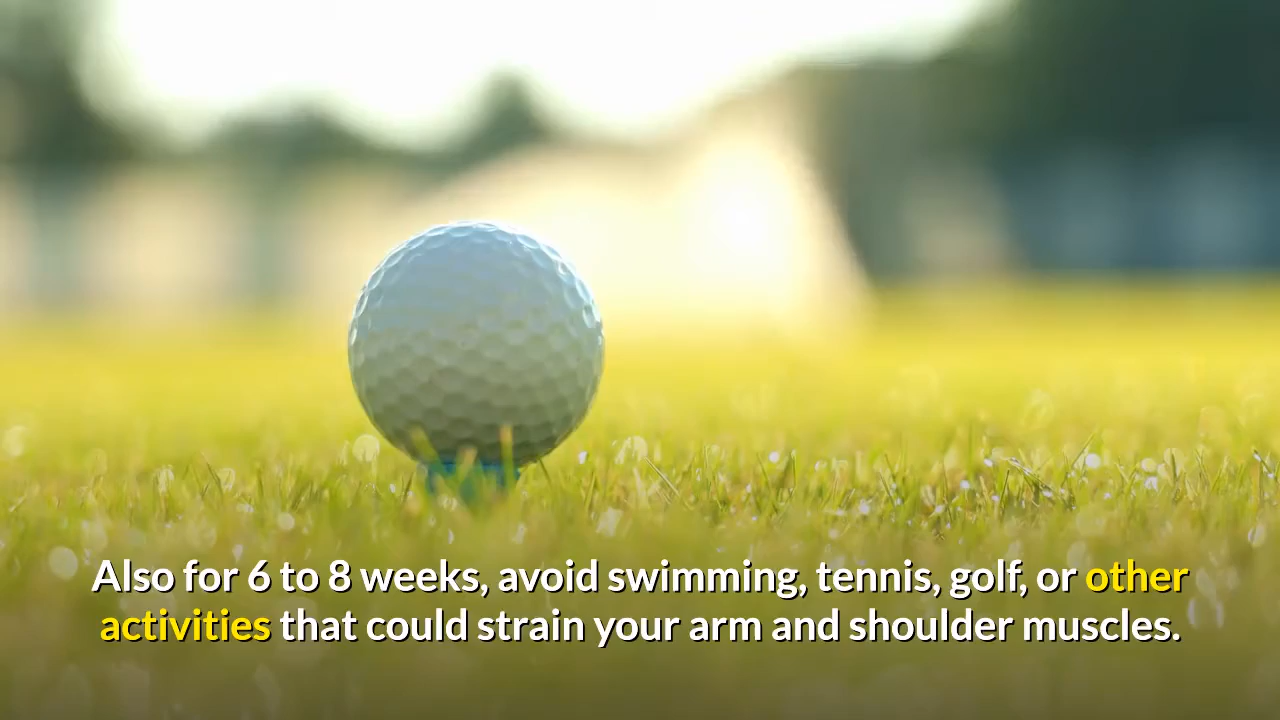 Also for 6 to 8 weeks, avoid swimming, tennis, golf, or other
activities that could strain your arm and shoulder muscles.